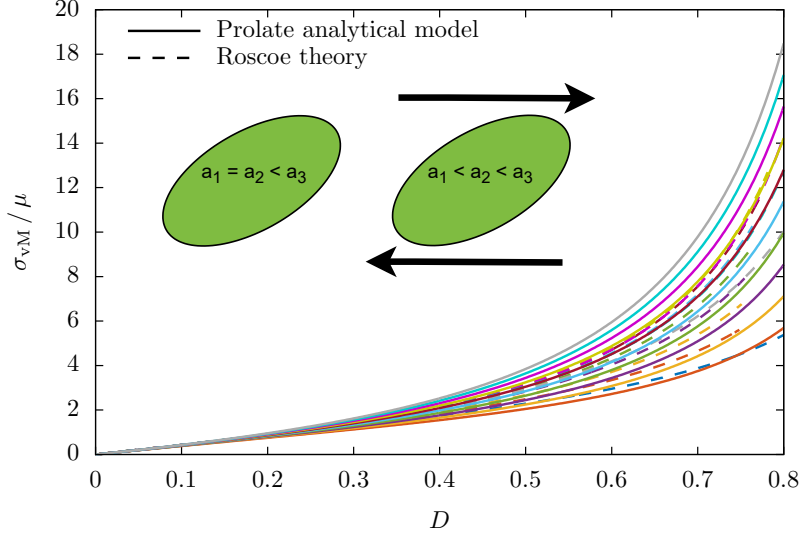 20
18
16
14
12
10
8
6
4
2
0
σvM / μ
Prolate analytical model
Roscoe theory
a1 = a2 < a3
a1 < a2 < a3
0 0.1 0.2 0.3 0.4 0.5 0.6 0.7 0.8
D